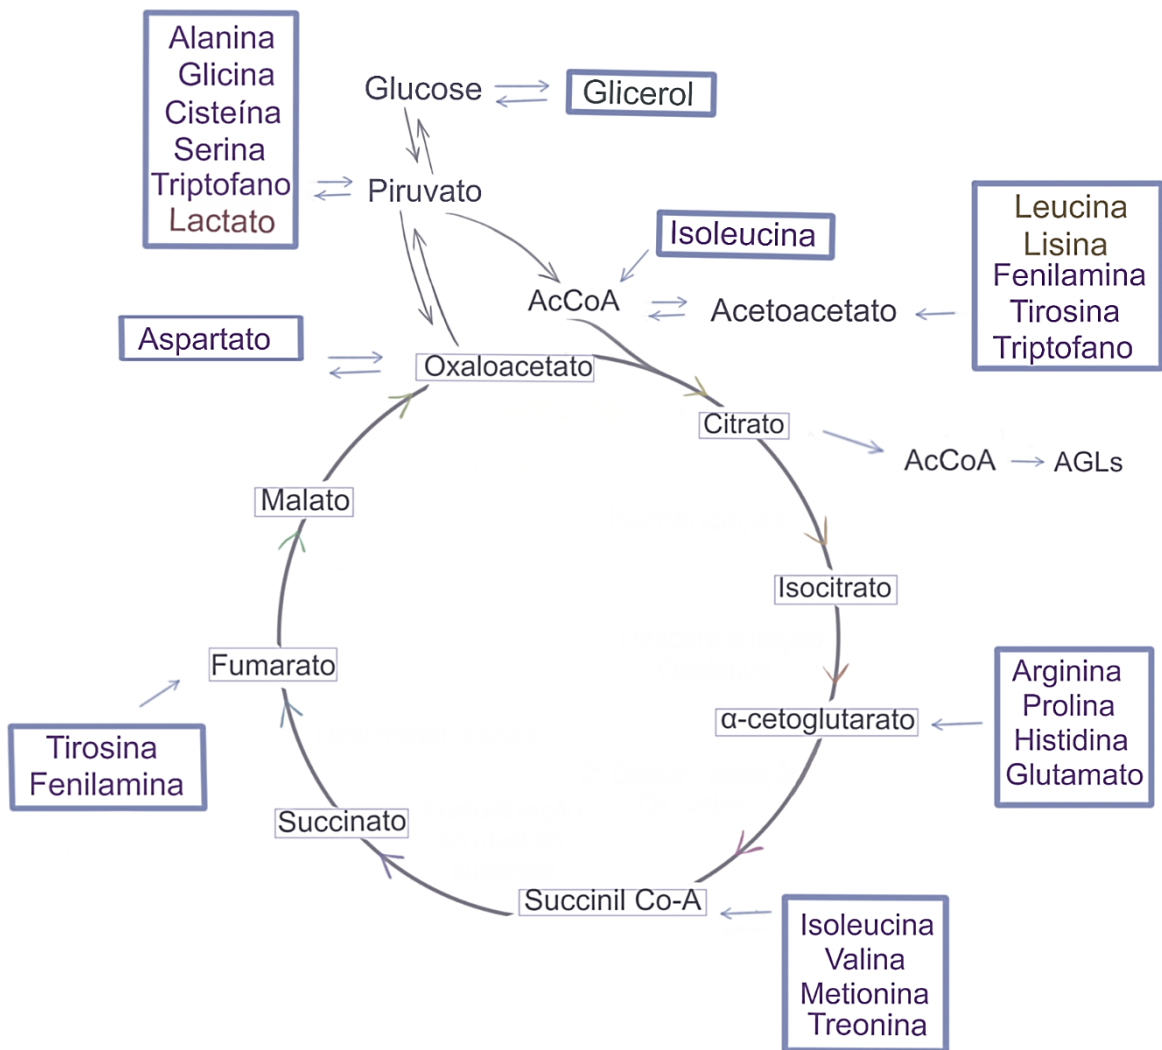 Alanina
Glicina
Cisteína
Serina
Triptofano
Lactato
Glucose
Glicerol
Piruvato
Isoleucina
AcCoA
Acetoacetato
Leucina
Lisina
Fenilamina
Tirosina
Triptofano
Aspartato
Oxaloacetato
Citrato
AcCoA
AGLs
Malato
Isocitrato
Fumarato
α-cetoglutarato
Arginina
Prolina
Histidina
Glutamato
Tirosina
Fenilamina
Succinato
Succinil Co-A
Isoleucina
Valina
Metionina
Treonina